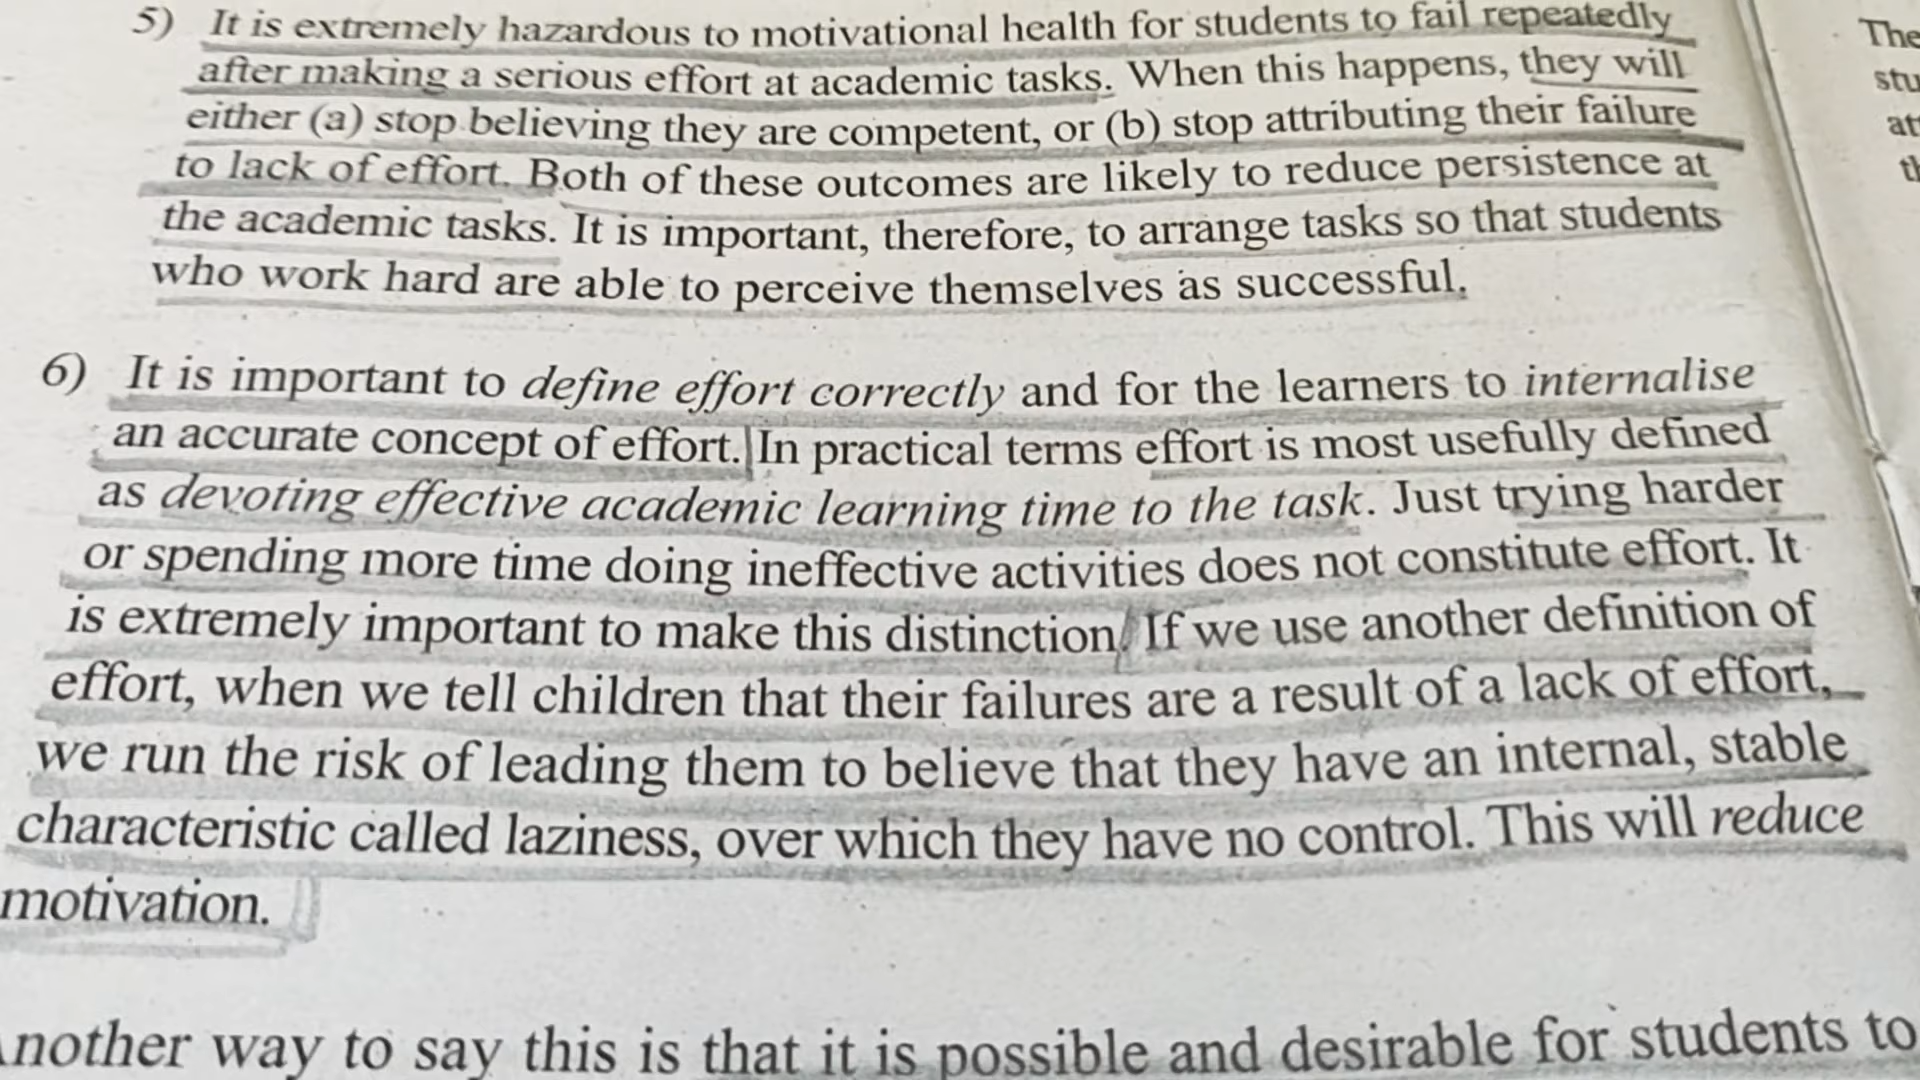 5) It is extremely hazardous to motivational health for students to fail repeatedly
after making a serious effort at academic tasks. When this happens, they will
either (a) stop believing they are competent, or (b) stop attributing their failure
to lack of effort. Both of these outcomes are likely to reduce persistence at
the academic tasks. It is important, therefore, to arrange tasks so that students
who work hard are able to perceive themselves as successful.
6) It is important to define effort correctly and for the learners to internalise
an accurate concept of effort. In practical terms effort is most usefully defined
as devoting effective academic learning time to the task. Just trying harder
or spending more time doing ineffective activities does not constitute effort. It
is extremely important to make this distinction. If we use another definition of
effort, when we tell children that their failures are a result of a lack of effort,
we run the risk of leading them to believe that they have an internal, stable
characteristic called laziness, over which they have no control. This will reduce
motivation.
nother way to say this is that it is possible and desirable for students to
The